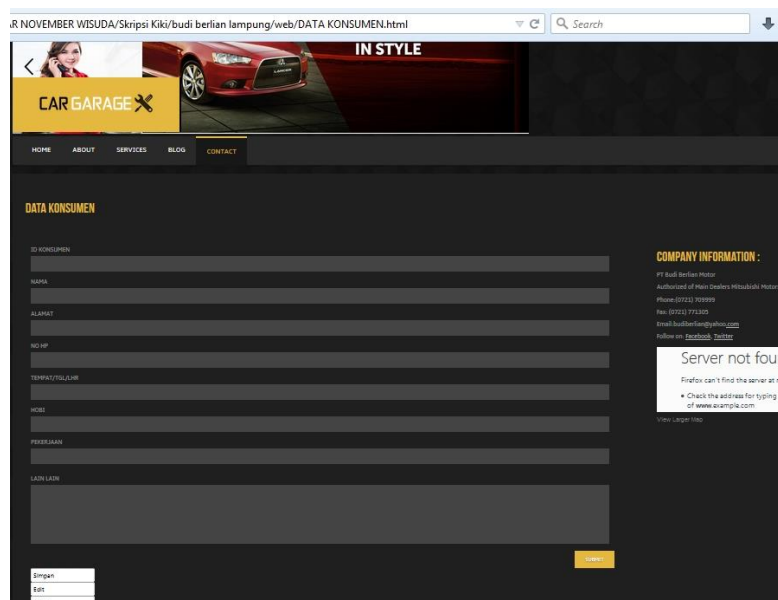 AR NOVEMBER WISUDA/Skripsi Kiki/budi berlian lampung/web/DATA KONSUMEN.html
Search
IN STYLE
CAR GARAGE
HOME ABOUT SERVICES BLOG CONTACT
DATA KONSUMEN
ID KONSUMEN
NAMA
ALAMAT
NO HP
TEMPAT/TGL/LHR
HOBI
PEKERJAAN
LAIN LAIN
SUBMIT
Simpan
Edit
COMPANY INFORMATION :
PT Budi Berlian Motor
Authorized of Main Dealers Mitsubishi Motor
Phone:(0721) 709999
Fax: (0721) 771305
Email:budiberlian@yahoo.com
Follow on: Facebook, Twitter
Server not fou
Firefox can't find the server at
• Check the address for typing
of www.example.com
View Larger Map